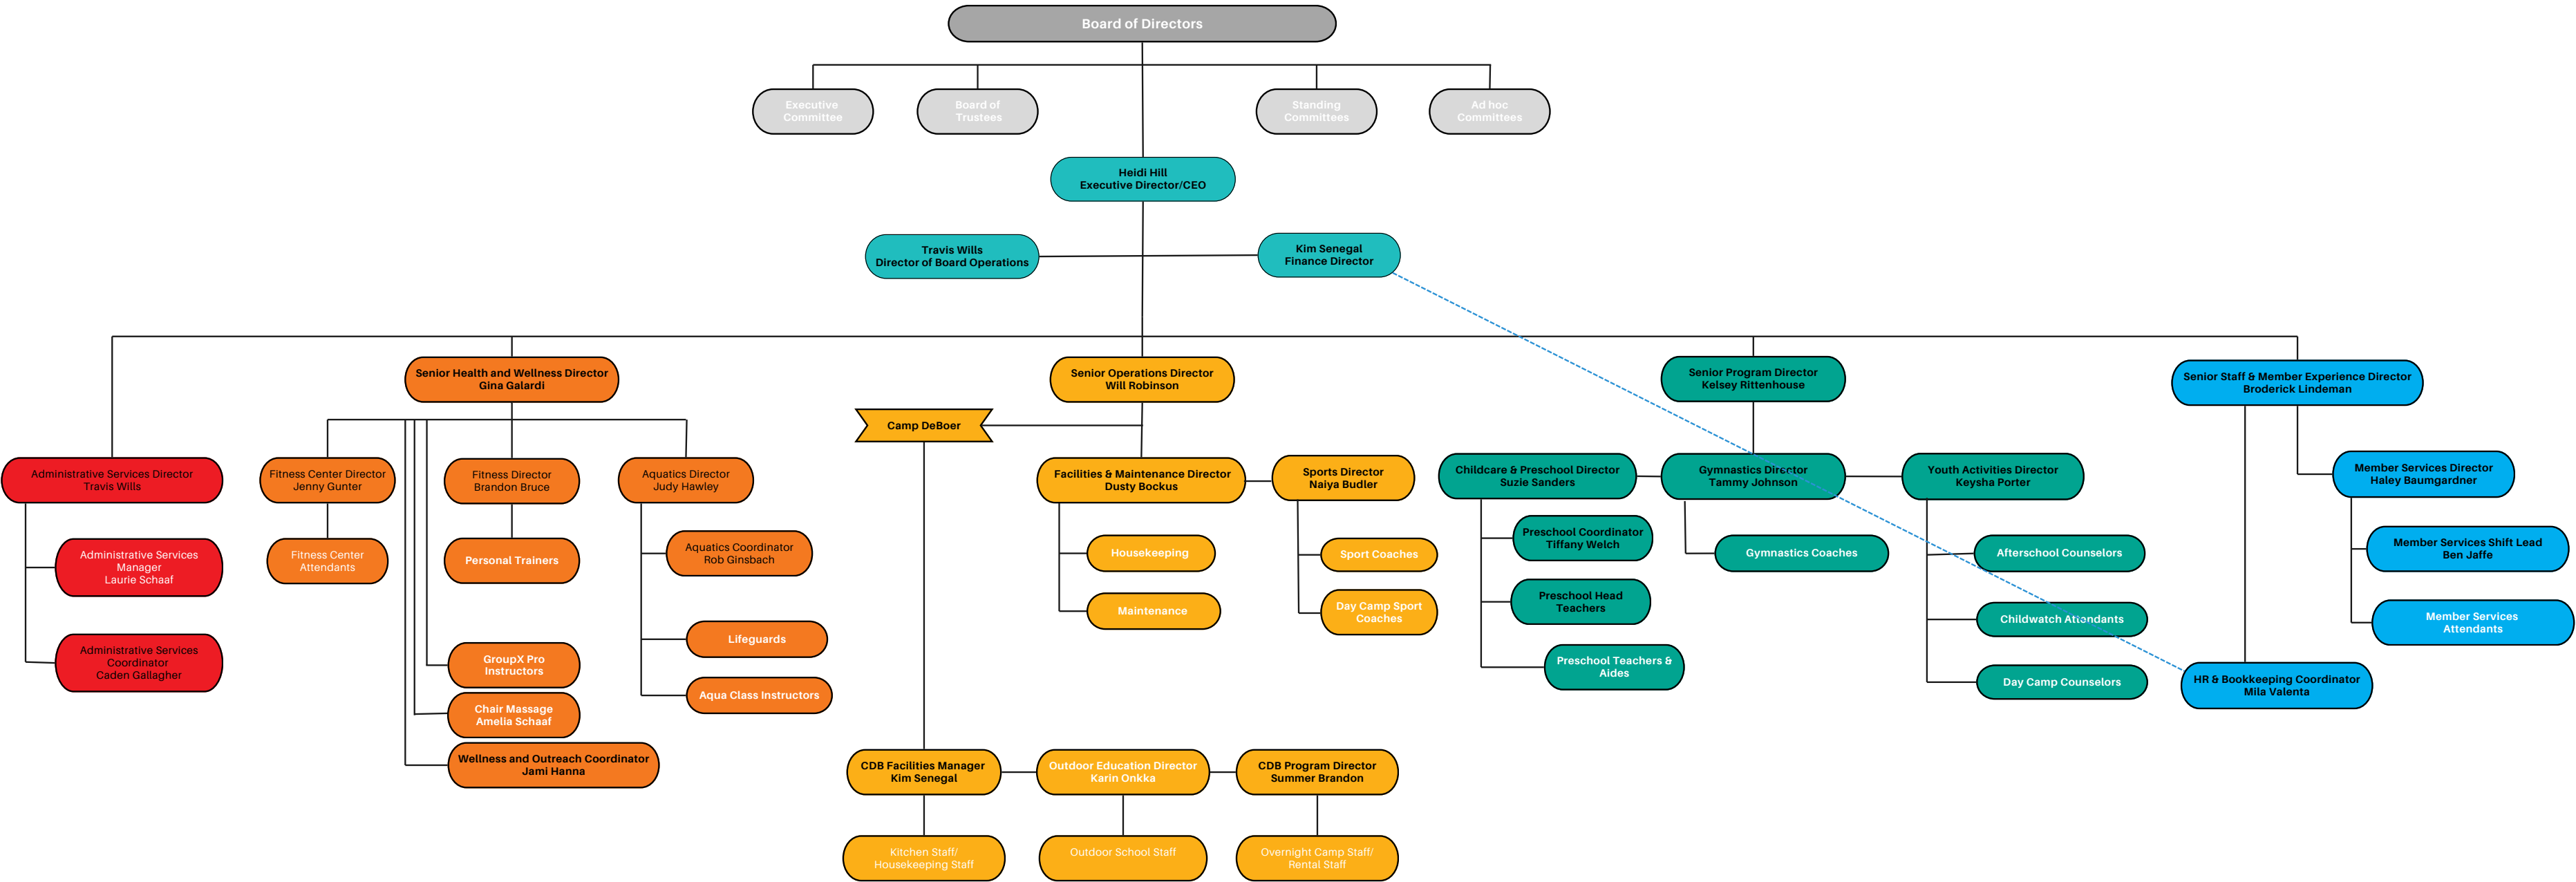 Board of Directors
Executive
Committee
Board of
Trustees
Standing
Committees
Ad hoc
Committees
Heidi Hill
Executive Director/CEO
Travis Wills
Director of Board Operations
Kim Senegal
Finance Director
Senior Health and Wellness Director
Gina Galardi
Senior Operations Director
Will Robinson
Senior Program Director
Kelsey Rittenhouse
Senior Staff & Member Experience Director
Broderick Lindeman
Camp DeBoer
Administrative Services Director
Travis Wills
Fitness Center Director
Jenny Gunter
Fitness Director
Brandon Bruce
Aquatics Director
Judy Hawley
Facilities & Maintenance Director
Dusty Bockus
Sports Director
Naiya Budler
Childcare & Preschool Director
Suzie Sanders
Gymnastics Director
Tammy Johnson
Youth Activities Director
Keysha Porter
Member Services Director
Haley Baumgardner
Administrative Services
Manager
Laurie Schaaf
Fitness Center
Attendants
Personal Trainers
Aquatics Coordinator
Rob Ginsbach
Housekeeping
Sport Coaches
Preschool Coordinator
Tiffany Welch
Gymnastics Coaches
Afterschool Counselors
Member Services Shift Lead
Ben Jaffe
Maintenance
Day Camp Sport
Coaches
Preschool Head
Teachers
Childwatch Attendants
Member Services
Attendants
Administrative Services
Coordinator
Caden Gallagher
GroupX Pro
Instructors
Lifeguards
Preschool Teachers &
Aides
Day Camp Counselors
HR & Bookkeeping Coordinator
Mila Valenta
Chair Massage
Amelia Schaaf
Aqua Class Instructors
Wellness and Outreach Coordinator
Jami Hanna
CDB Facilities Manager
Kim Senegal
Outdoor Education Director
Karin Onkka
CDB Program Director
Summer Brandon
Kitchen Staff/
Housekeeping Staff
Outdoor School Staff
Overnight Camp Staff/
Rental Staff